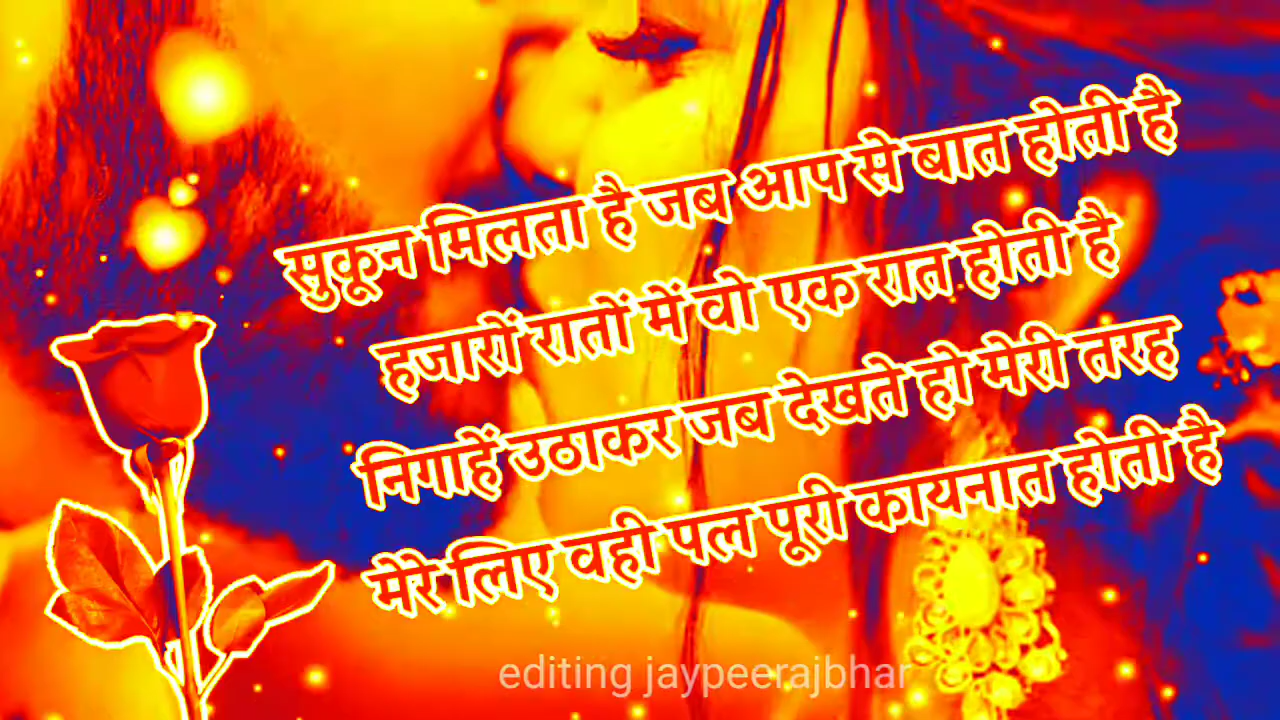 सुकून मिलता है जब आप से बात होती है
हजारों रातों में वो एक रात होती है
निगाहें उठाकर जब देखते हो मेरी तरह
मेरे लिए वही पल पूरी कायनात होती है
editing jaypeerajbhar